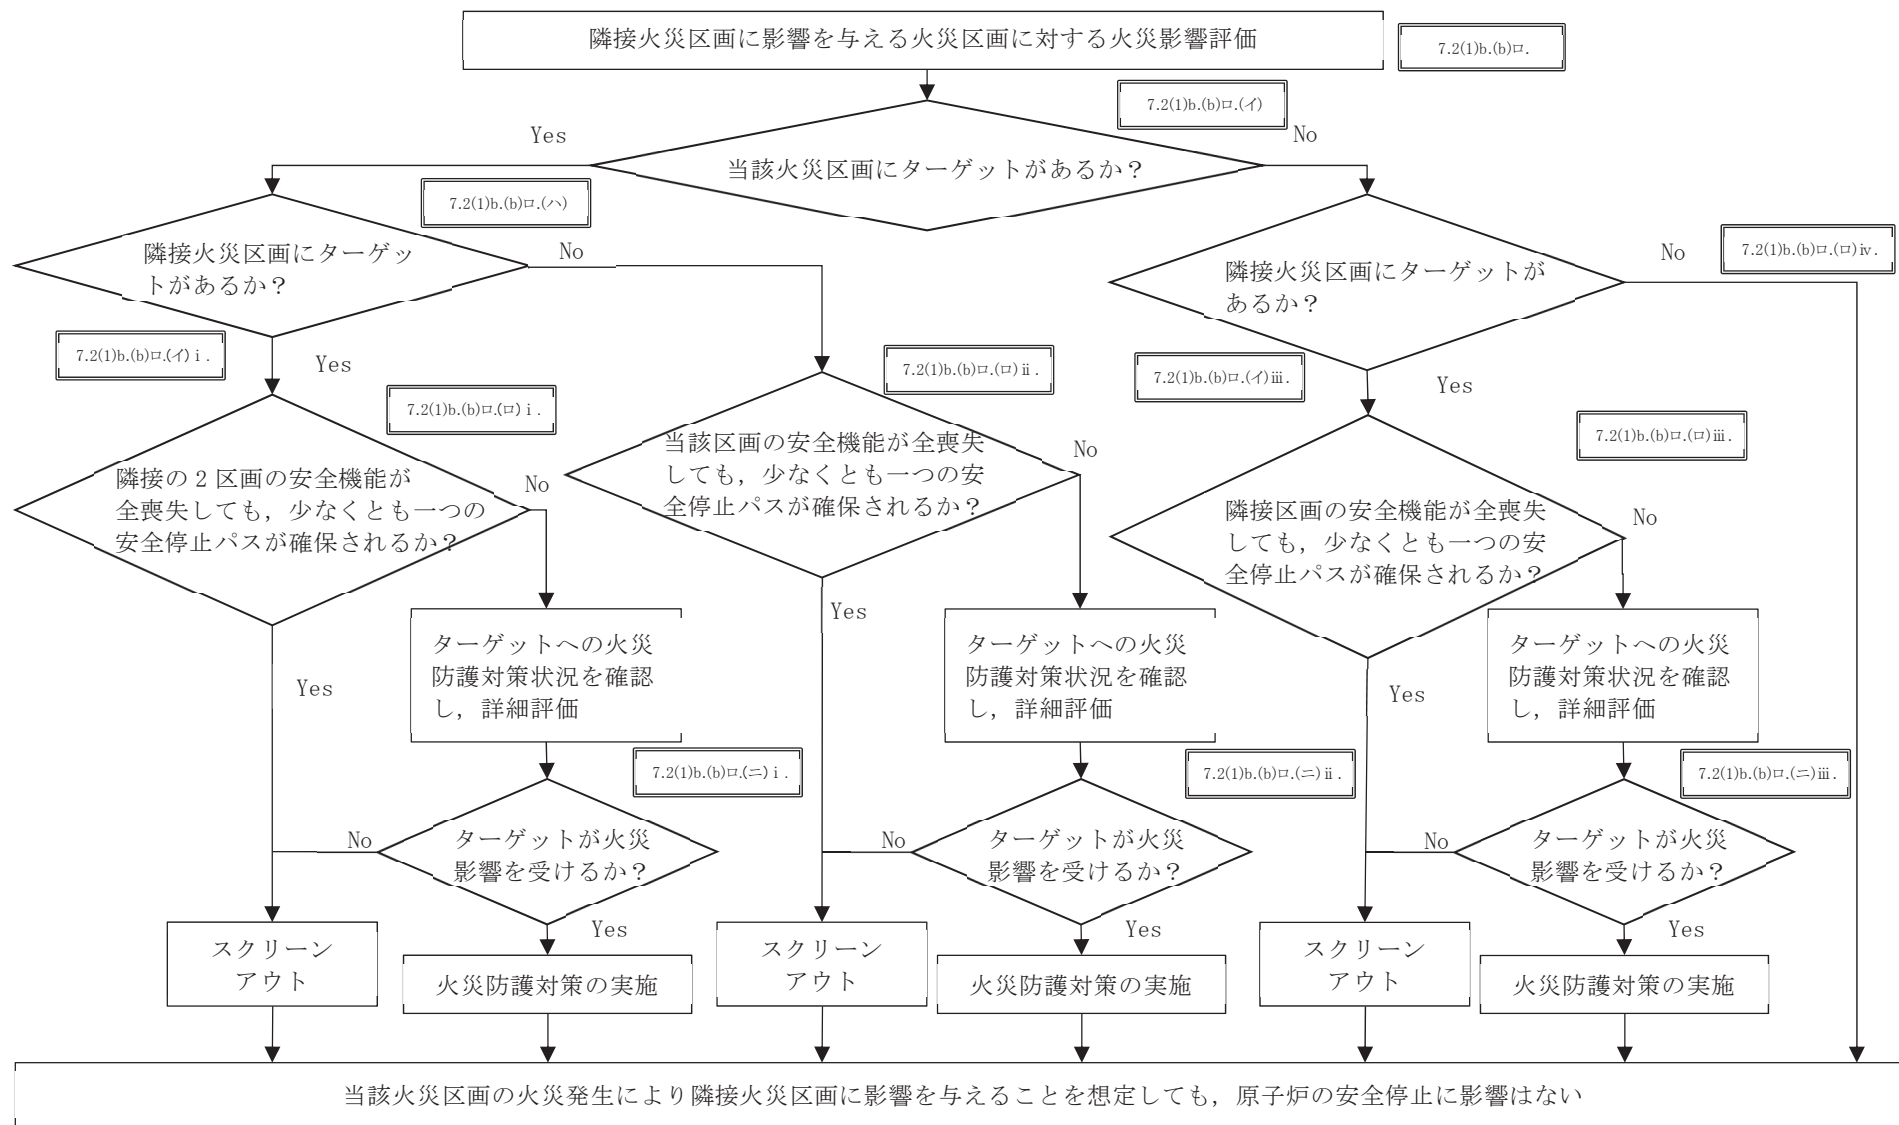 隣接火災区画に影響を与える火災区画に対する火災影響評価
7.2(1)b.(b)ロ.
7.2(1)b.(b)ロ.(イ)
Yes
No
当該火災区画にターゲットがあるか？
7.2(1)b.(b)ロ.(ハ)
隣接火災区画にターゲッ
トがあるか？
No
隣接火災区画にターゲットが
あるか？
No
7.2(1)b.(b)ロ.(ロ)ⅳ.
7.2(1)b.(b)ロ.(イ)ⅰ.
Yes
7.2(1)b.(b)ロ.(ロ)ⅱ.
7.2(1)b.(b)ロ.(イ)ⅲ.
Yes
7.2(1)b.(b)ロ.(ロ)ⅰ.
隣接の2区画の安全機能が
全喪失しても，少なくとも一つの
安全停止パスが確保されるか？
No
当該区画の安全機能が全喪失
しても，少なくとも一つの安
全停止パスが確保されるか？
No
7.2(1)b.(b)ロ.(ロ)ⅲ.
隣接区画の安全機能が全喪失
しても，少なくとも一つの安
全停止パスが確保されるか？
No
Yes
ターゲットへの火災
防護対策状況を確認
し，詳細評価
Yes
ターゲットへの火災
防護対策状況を確認
し，詳細評価
Yes
ターゲットへの火災
防護対策状況を確認
し，詳細評価
7.2(1)b.(b)ロ.(ニ)ⅰ.
7.2(1)b.(b)ロ.(ニ)ⅱ.
7.2(1)b.(b)ロ.(ニ)ⅲ.
No
ターゲットが火災
影響を受けるか？
No
ターゲットが火災
影響を受けるか？
No
ターゲットが火災
影響を受けるか？
Yes
Yes
Yes
スクリーン
アウト
火災防護対策の実施
スクリーン
アウト
火災防護対策の実施
スクリーン
アウト
火災防護対策の実施
当該火災区画の火災発生により隣接火災区画に影響を与えることを想定しても，原子炉の安全停止に影響はない